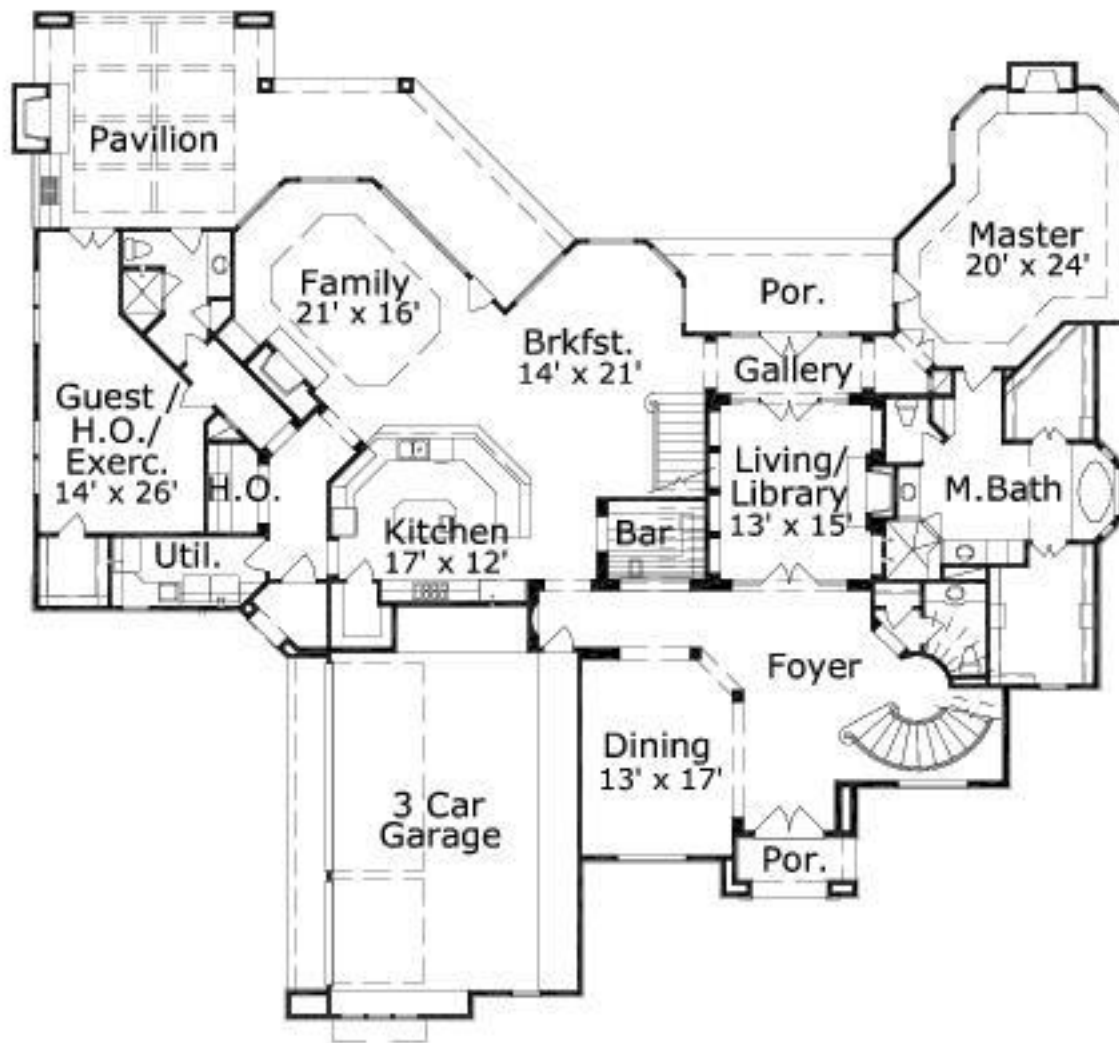 Pavilion
Master
20' x 24'
Family
21' x 16'
Por.
Brkfst.
14' x 21'
Gallery
Guest /
H.O./
Exerc.
14' x 26'
H.O.
Living/
Library
13' x 15'
M.Bath
Kitchen
17' x 12'
Bar
Util.
Foyer
Dining
13' x 17'
3 Car
Garage
Por.